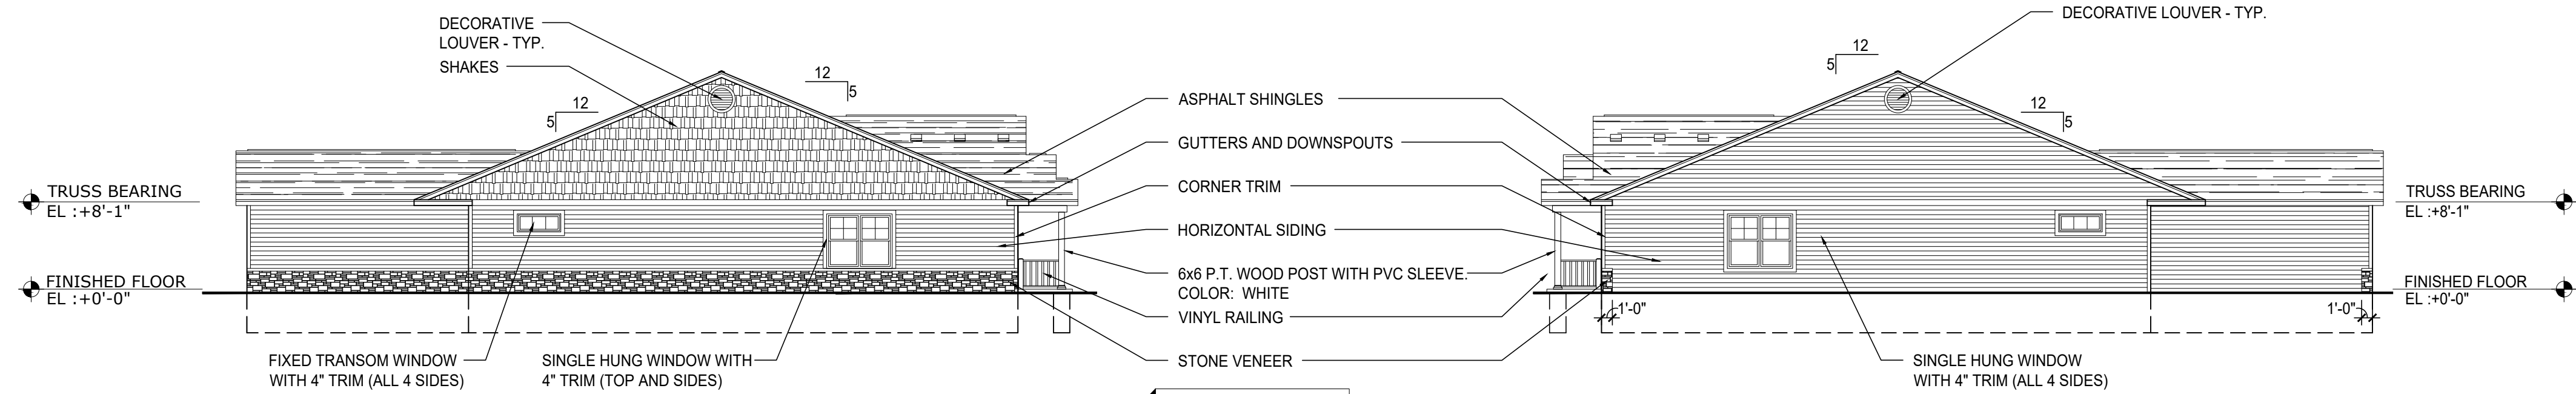 DECORATIVE
LOUVER - TYP.
SHAKES
12
5
12
5
TRUSS BEARING
EL :+8'-1"
FINISHED FLOOR
EL :+0'-0"
FIXED TRANSOM WINDOW
WITH 4" TRIM (ALL 4 SIDES)
SINGLE HUNG WINDOW WITH
4" TRIM (TOP AND SIDES)
ASPHALT SHINGLES
GUTTERS AND DOWNSPOUTS
CORNER TRIM
HORIZONTAL SIDING
6x6 P.T. WOOD POST WITH PVC SLEEVE.
COLOR: WHITE
VINYL RAILING
STONE VENEER
DECORATIVE LOUVER - TYP.
12
5
12
5
TRUSS BEARING
EL :+8'-1"
FINISHED FLOOR
EL :+0'-0"
1'-0"
1'-0"
SINGLE HUNG WINDOW
WITH 4" TRIM (ALL 4 SIDES)